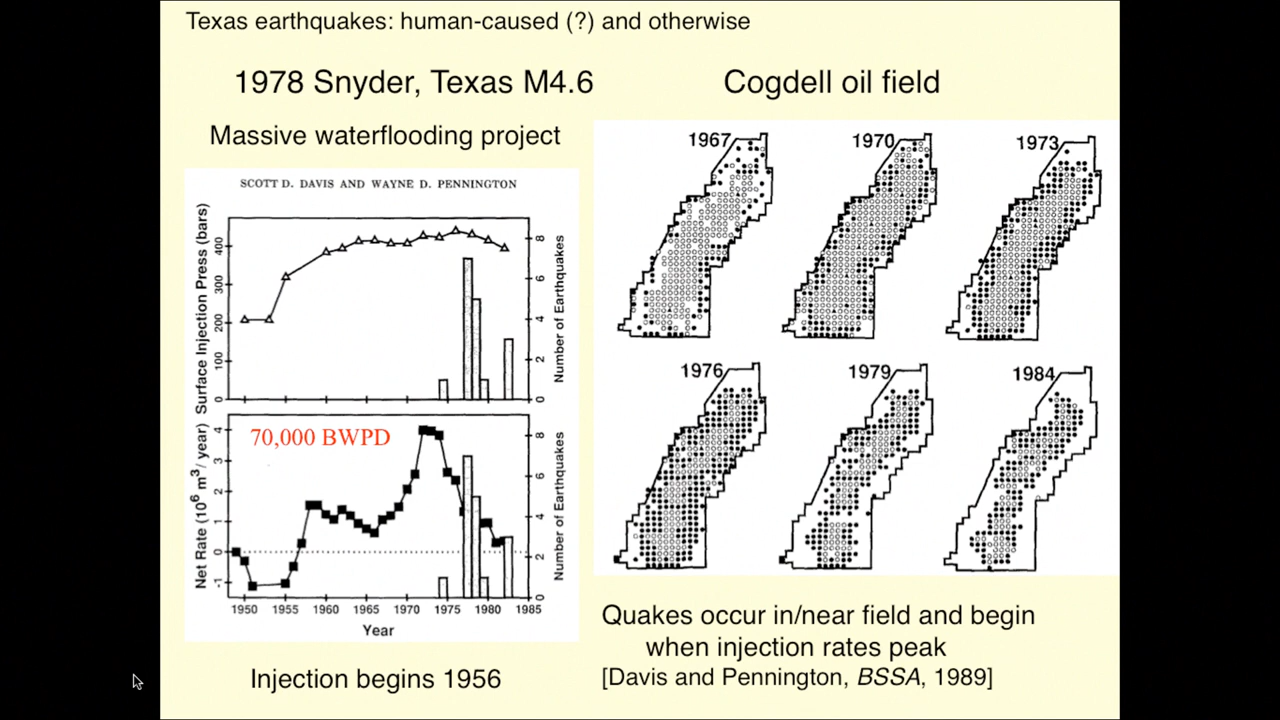 Texas earthquakes: human-caused (?) and otherwise
1978 Snyder, Texas M4.6
Cogdell oil field
Massive waterflooding project
SCOTT D. DAVIS AND WAYNE D. PENNINGTON
Surface Injection Press (bars)
400
300
200
100
0
8
6
4
2
0
Number of Earthquakes
70,000 BWPD
Net Rate (10⁶ m³/ year)
4
3
2
1
0
-1
8
6
4
2
0
Number of Earthquakes
1950 1955 1960 1965 1970 1975 1980 1985
Year
Injection begins 1956
1967 1970 1973
1976 1979 1984
Quakes occur in/near field and begin
when injection rates peak
[Davis and Pennington, BSSA, 1989]